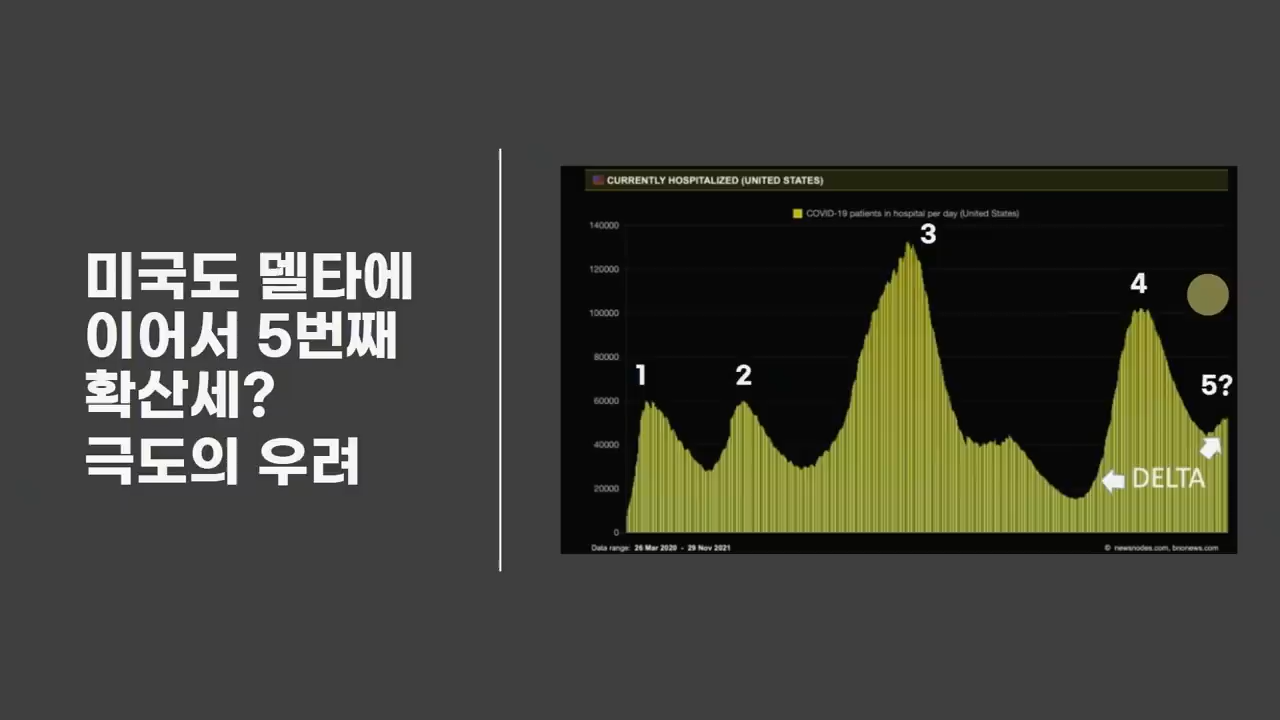 미국도 델타에
이어서 5번째
확산세?
극도의 우려
CURRENTLY HOSPITALIZED (UNITED STATES)
COVID-19 patients in hospital per day (United States)
140000
120000
100000
80000
60000
40000
20000
0
1
2
3
4
5?
DELTA
Data range: 26 Mar 2020 - 29 Nov 2021
© newsnodes.com, bnonews.com